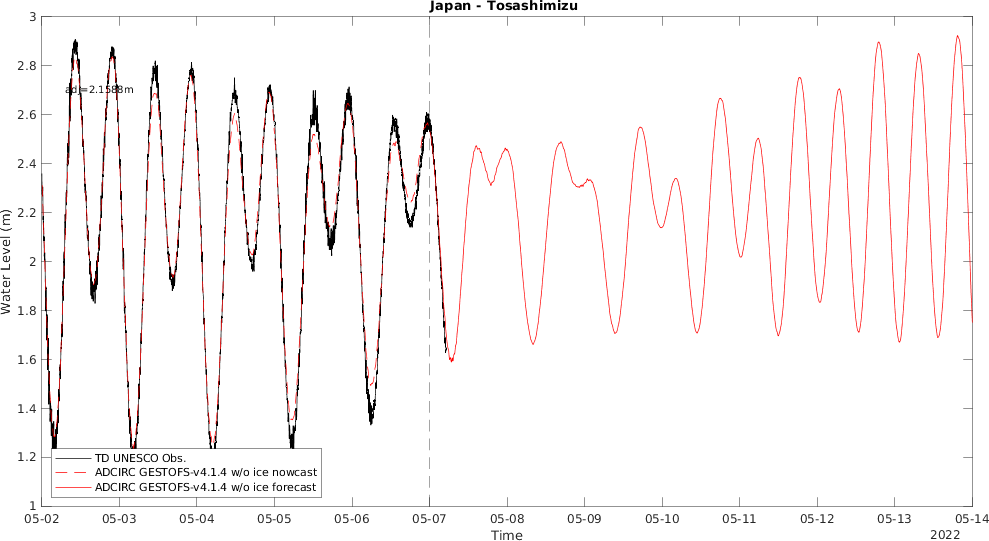 Japan - Tosashimizu
3
2.8
2.6
2.4
2.2
2
1.8
1.6
1.4
1.2
1
Water Level (m)
adj=2.1588m
TD UNESCO Obs.
ADCIRC GESTOFS-v4.1.4 w/o ice nowcast
ADCIRC GESTOFS-v4.1.4 w/o ice forecast
05-02 05-03 05-04 05-05 05-06 05-07 05-08 05-09 05-10 05-11 05-12 05-13 05-14
Time
2022